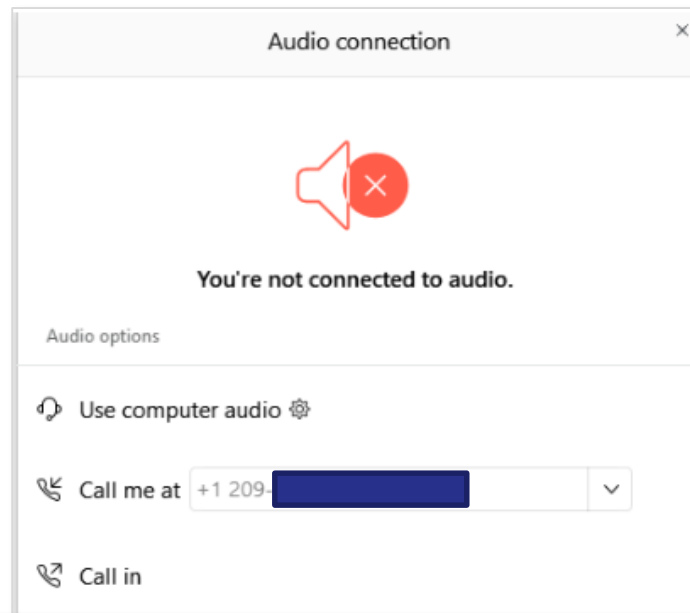 Audio connection
You're not connected to audio.
Audio options
Use computer audio
Call me at +1 209-
Call in